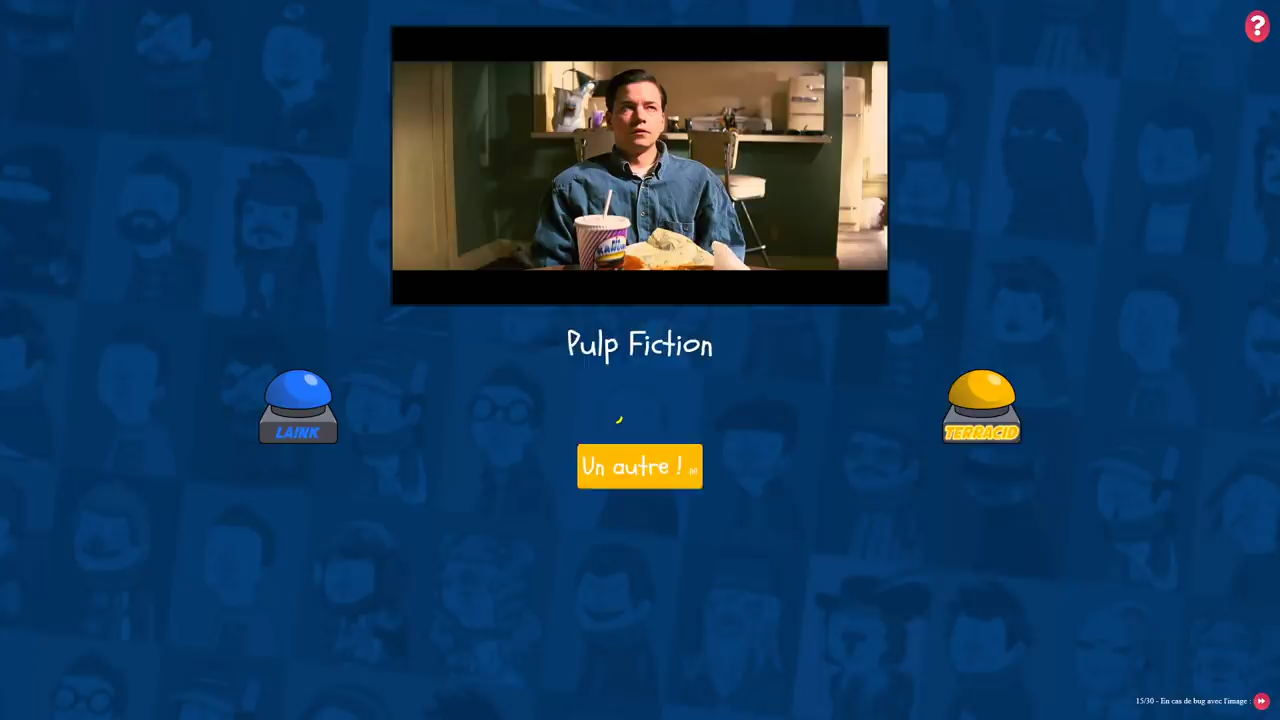 ?
Pulp Fiction
LAINK
TERRACID
Un autre !
15/30 - En cas de bug avec l'image :